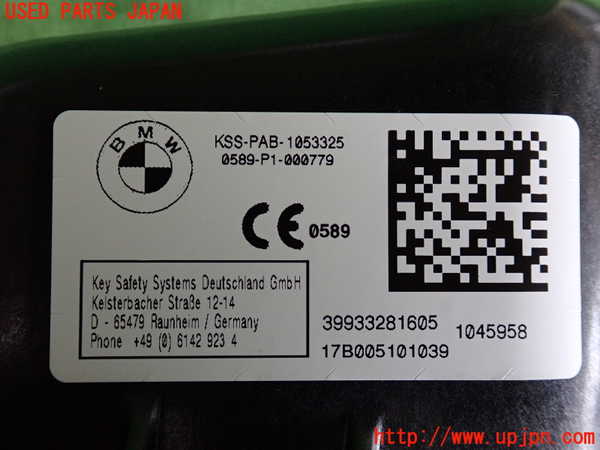 USED PARTS JAPAN
BMW
KSS-PAB-1053325
0589-P1-000779
CE 0589
Key Safety Systems Deutschland GmbH
Kelsterbacher Straße 12-14
D - 65479 Raunheim / Germany
Phone +49 (0) 6142 923 4
39933281605
1045958
17B005101039
http://www.upjpn.com/